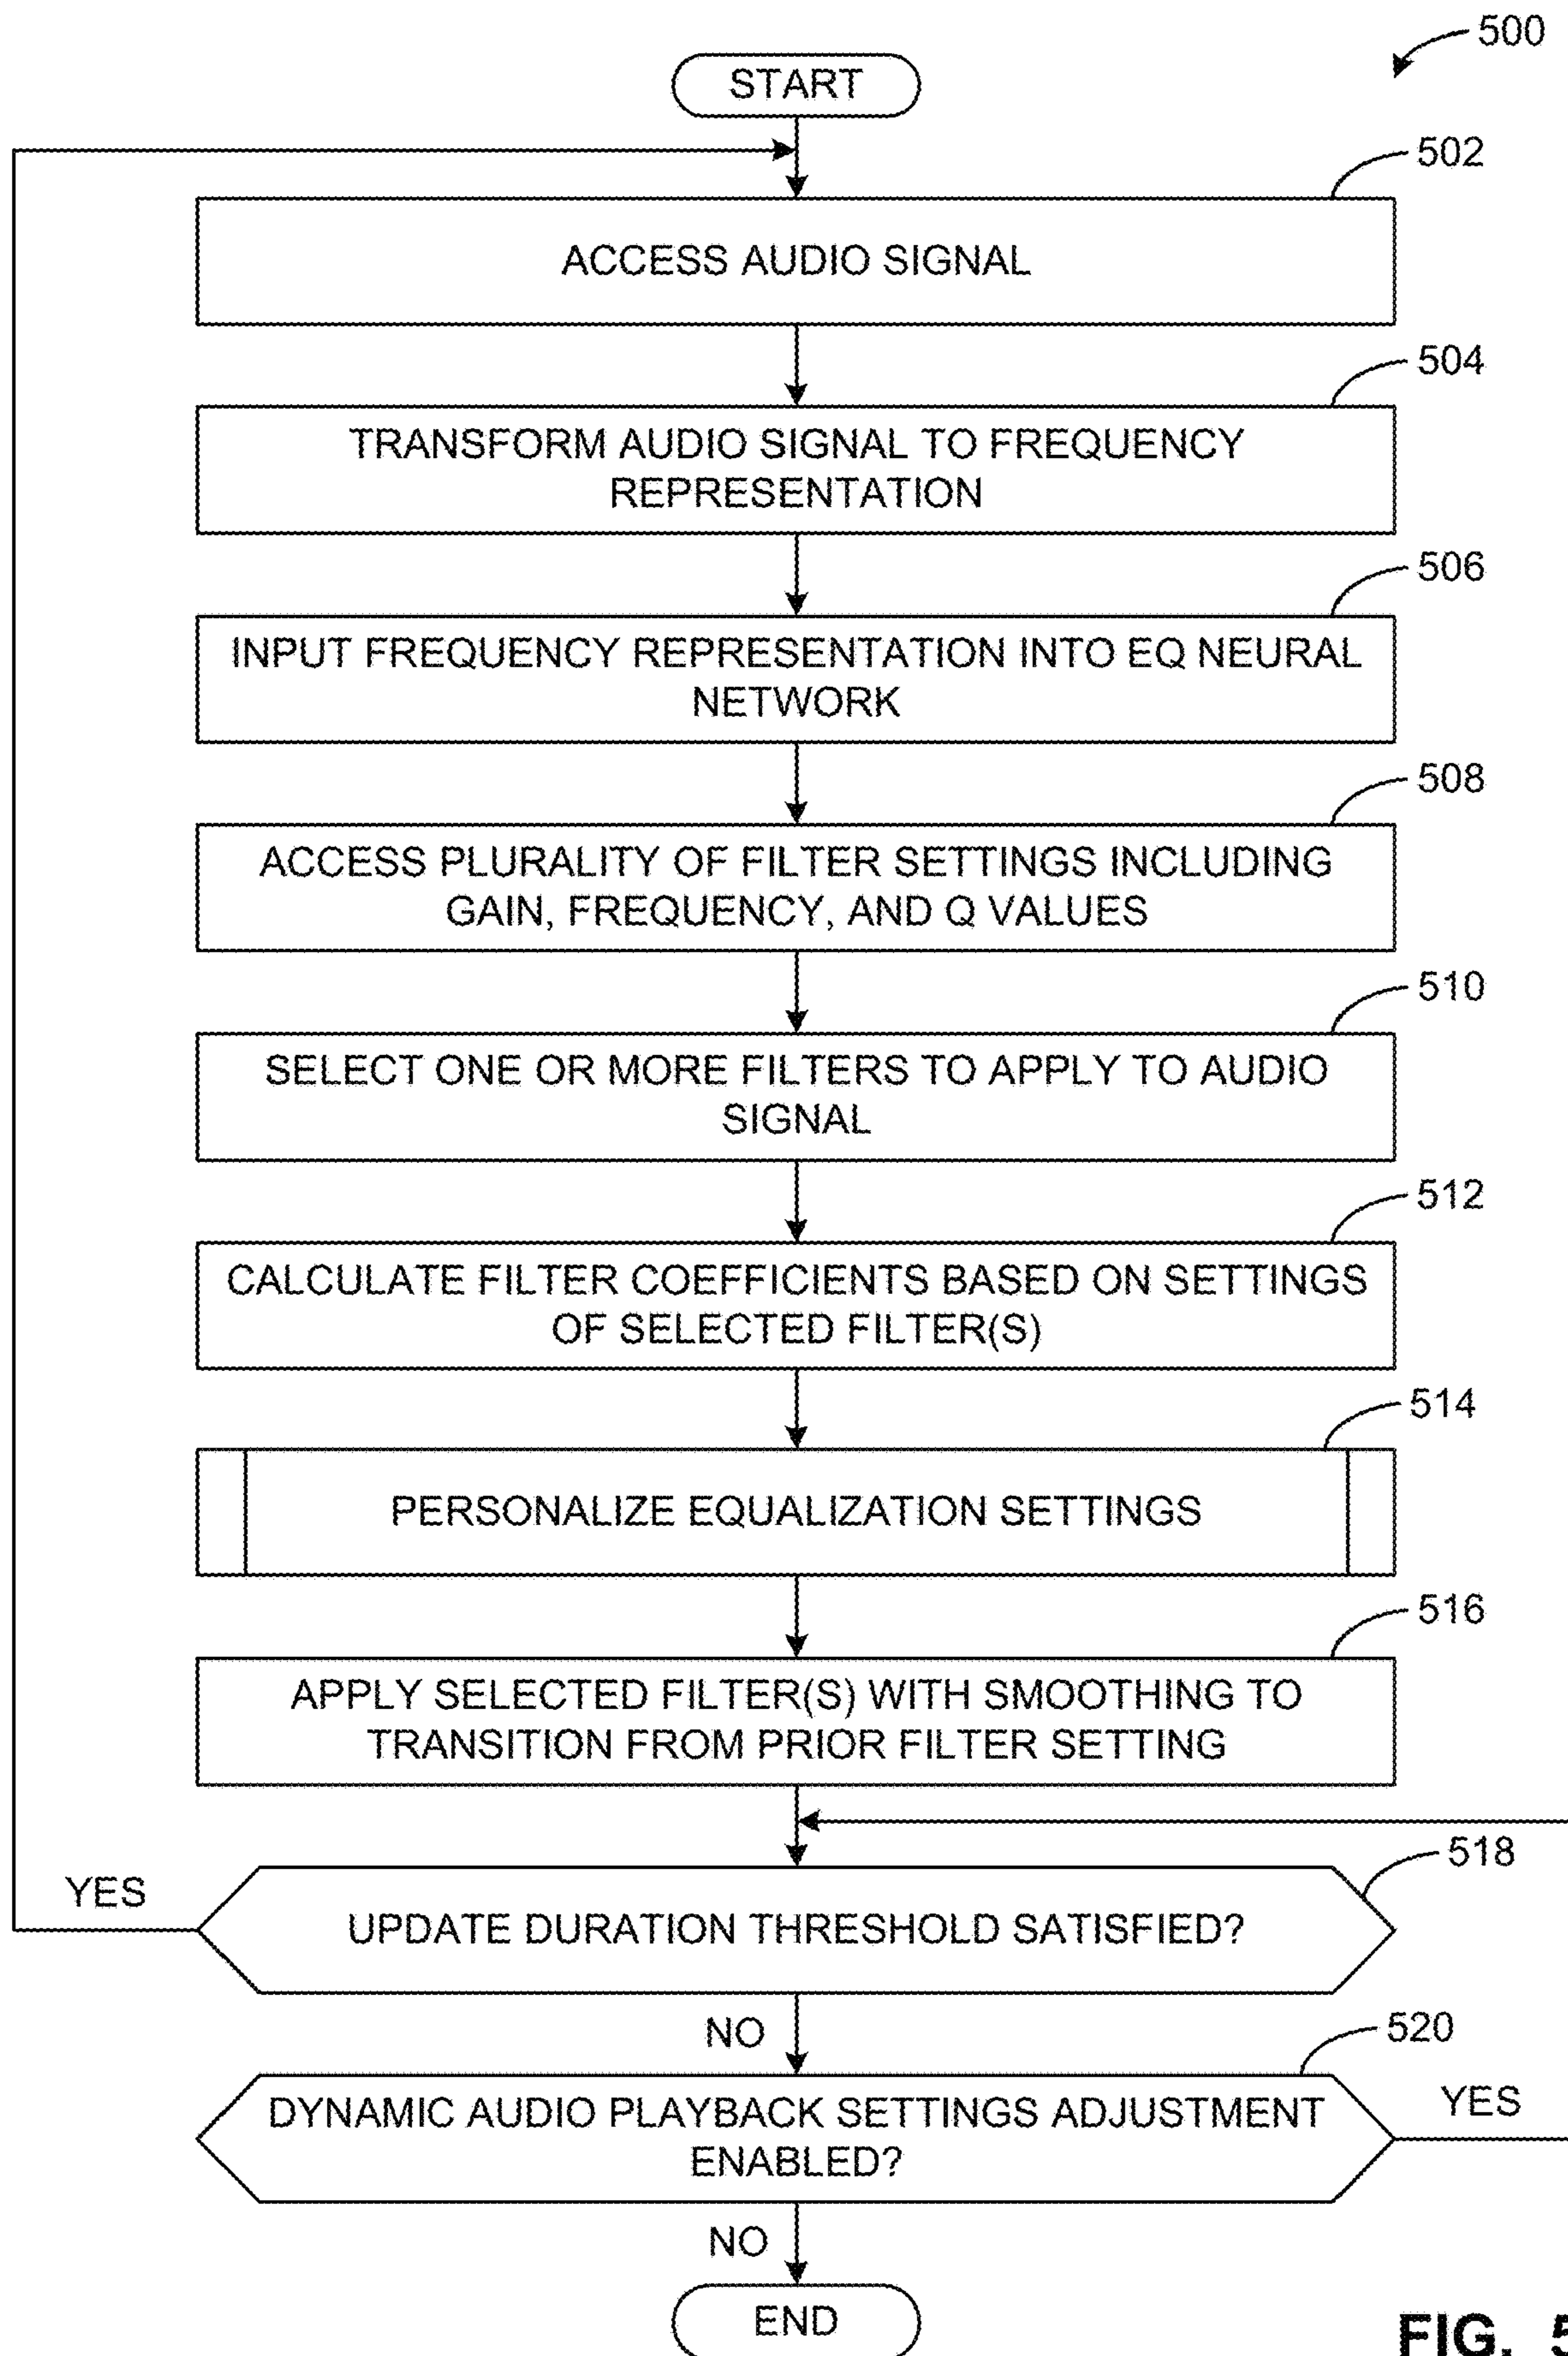 500
START
502
ACCESS AUDIO SIGNAL
504
TRANSFORM AUDIO SIGNAL TO FREQUENCY
REPRESENTATION
506
INPUT FREQUENCY REPRESENTATION INTO EQ NEURAL
NETWORK
508
ACCESS PLURALITY OF FILTER SETTINGS INCLUDING
GAIN, FREQUENCY, AND Q VALUES
510
SELECT ONE OR MORE FILTERS TO APPLY TO AUDIO
SIGNAL
512
CALCULATE FILTER COEFFICIENTS BASED ON SETTINGS
OF SELECTED FILTER(S)
514
PERSONALIZE EQUALIZATION SETTINGS
516
APPLY SELECTED FILTER(S) WITH SMOOTHING TO
TRANSITION FROM PRIOR FILTER SETTING
518
YES
UPDATE DURATION THRESHOLD SATISFIED?
NO
520
DYNAMIC AUDIO PLAYBACK SETTINGS ADJUSTMENT
ENABLED?
YES
NO
END
FIG. 5